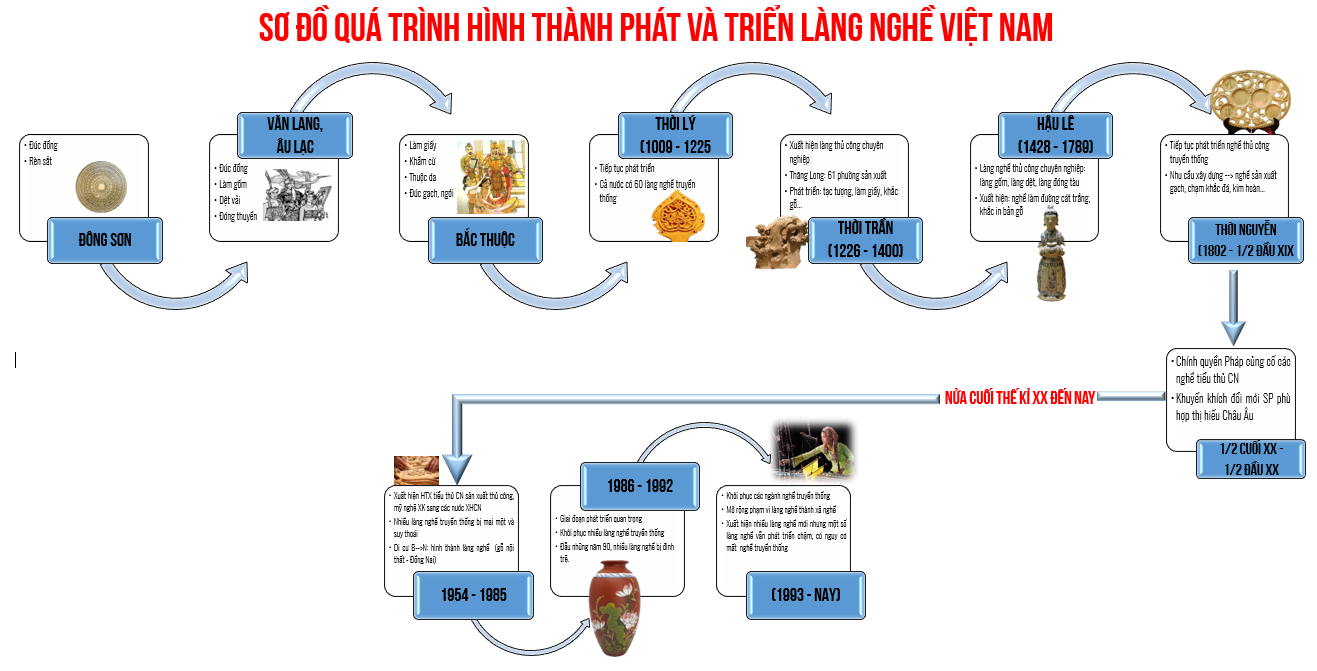 SƠ ĐỒ QUÁ TRÌNH HÌNH THÀNH PHÁT VÀ TRIỂN LÀNG NGHỀ VIỆT NAM
• Đúc đồng
• Rèn sắt
ĐÔNG SƠN
VĂN LANG,
ÂU LẠC
• Đúc đồng
• Làm gốm
• Dệt vải
• Đóng thuyền
• Làm giấy
• Khảm cừ
• Thuộc da
• Đúc gạch, ngói
BẮC THUỘC
THỜI LÝ
(1009 - 1225
• Tiếp tục phát triển
• Cả nước có 60 làng nghề truyền
thống
• Xuất hiện làng thủ công chuyên
nghiệp
• Thăng Long: 61 phường sản xuất
• Phát triển: tạc tượng, làm giấy, khắc
gỗ...
THỜI TRẦN
(1226 - 1400)
HẬU LÊ
(1428 - 1789)
• Làng nghề thủ công chuyên nghiệp:
làng gốm, làng dệt, làng đóng tàu
• Xuất hiện: nghề làm đường cát trắng,
khắc in bản gỗ
• Tiếp tục phát triển nghề thủ công
truyền thống
• Nhu cầu xây dựng --> nghề sản xuất
gạch, chạm khắc đá, kim hoàn...
THỜI NGUYỄN
(1802 - 1/2 ĐẦU XIX
• Chính quyền Pháp củng cố các
nghề tiểu thủ CN
• Khuyến khích đổi mới SP phù
hợp thị hiếu Châu Âu
1/2 CUỐI XX -
1/2 ĐẦU XX
NỬA CUỐI THẾ KỈ XX ĐẾN NAY
• Xuất hiện HTX tiểu thủ CN sản xuất thủ công,
mỹ nghệ XK sang các nước XHCN
• Nhiều làng nghề truyền thống bị mai một và
suy thoái
• Di cư B-->N: hình thành làng nghề (gỗ nội
thất - Đồng Nai)
1954 - 1985
1986 - 1992
• Giai đoạn phát triển quan trọng
• Khôi phục nhiều làng nghề truyền thống
• Đầu những năm 90, nhiều làng nghề bị đình
trệ.
• Khôi phục các ngành nghề truyền thống
• Mở rộng phạm vi làng nghề thành xã nghề
• Xuất hiện nhiều làng nghề mới nhưng một số
làng nghề vẫn phát triển chậm, có nguy cơ
mất nghề truyền thống
(1993 - NAY)